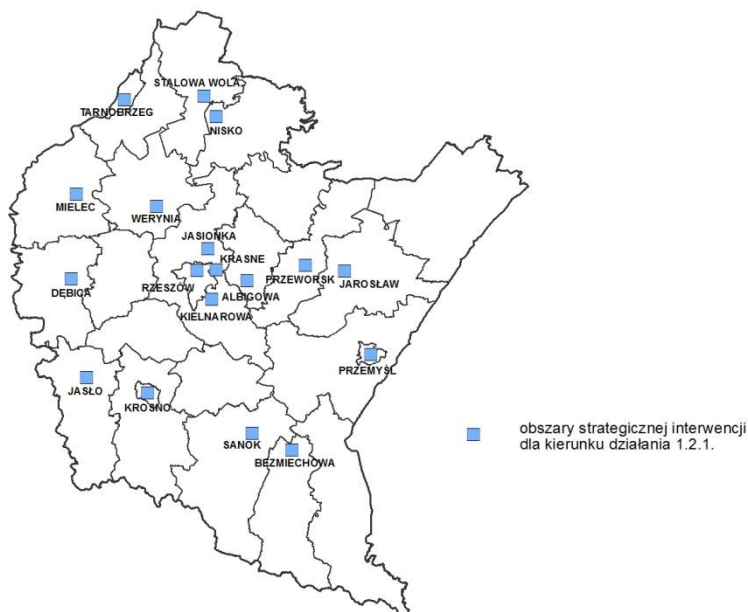 STALOWA WOLA
TARNOBRZEG
NISKO
MIELEC
WERYNIA
JASIONKA
KRASNE
RZESZÓW
PRZEWORSK
JAROSŁAW
DĘBICA
ALBIGOWA
KIELNAROWA
PRZEMYŚL
JASŁO
KROSNO
SANOK
BEZMIECHOWA
obszary strategicznej interwencji
dla kierunku działania 1.2.1.